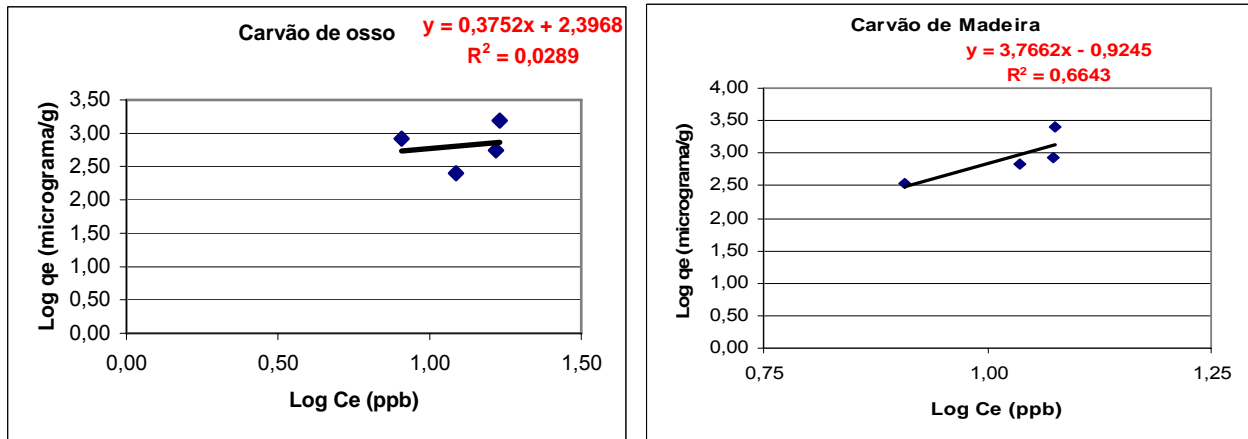 Carvão de osso
y = 0,3752x + 2,3968
R² = 0,0289
Log qe (micrograma/g)
3,50
3,00
2,50
2,00
1,50
1,00
0,50
0,00
0,00 0,50 1,00 1,50
Log Ce (ppb)
Carvão de Madeira
y = 3,7662x - 0,9245
R² = 0,6643
Log qe (micrograma/g)
4,00
3,50
3,00
2,50
2,00
1,50
1,00
0,50
0,00
0,75 1,00 1,25
Log Ce (ppb)